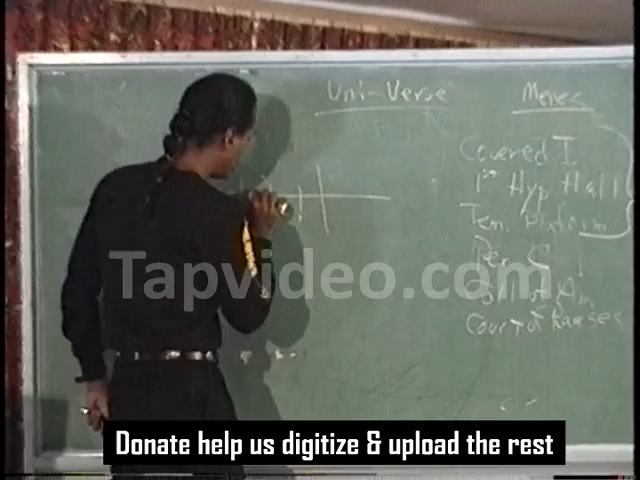 Uni-Verse
Menes
Covered I
1st Hyp Hall
Tem. Platform
Court of Ramses
Tapvideo.com
Donate help us digitize & upload the rest